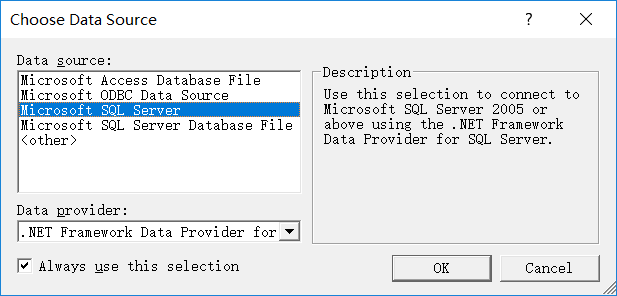 Choose Data Source
Data source:
Microsoft Access Database File
Microsoft ODBC Data Source
Microsoft SQL Server
Microsoft SQL Server Database File
<other>
Description
Use this selection to connect to
Microsoft SQL Server 2005 or
above using the .NET Framework
Data Provider for SQL Server.
Data provider:
.NET Framework Data Provider for
Always use this selection
OK
Cancel